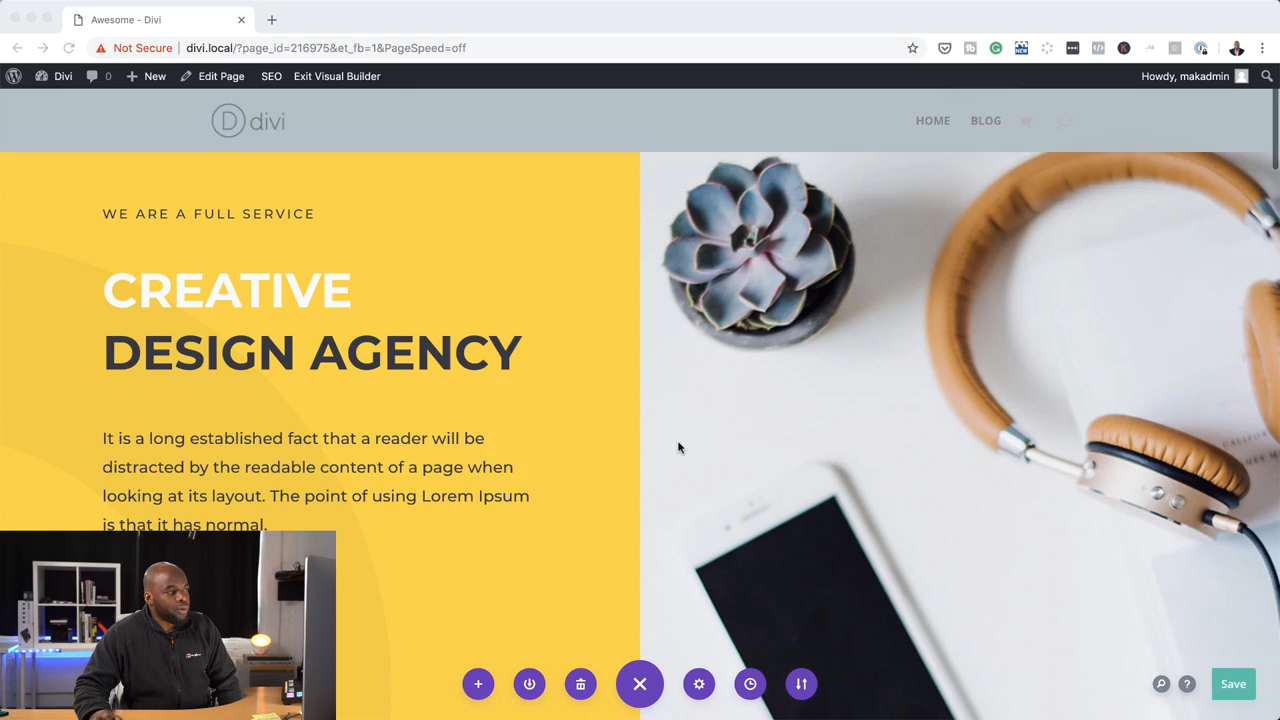 Awesome - Divi
Not Secure
divi.local/?page_id=216975&et_fb=1&PageSpeed=off
NEW
Divi
0
New
Edit Page
SEO
Exit Visual Builder
Howdy, makadmin
D divi
HOME
BLOG
WE ARE A FULL SERVICE
CREATIVE
DESIGN AGENCY
It is a long established fact that a reader will be
distracted by the readable content of a page when
looking at its layout. The point of using Lorem Ipsum
is that it has normal.
?
Save